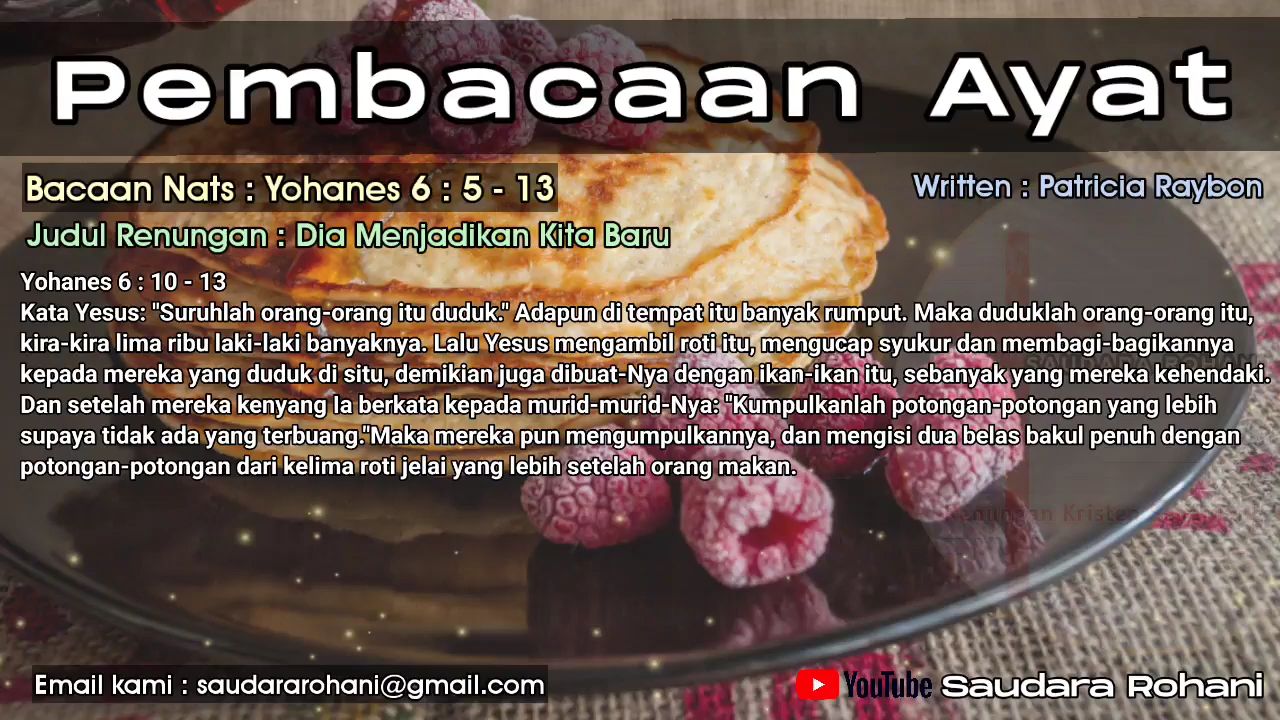 Pembacaan Ayat
Bacaan Nats : Yohanes 6 : 5 - 13
Written : Patricia Raybon
Judul Renungan : Dia Menjadikan Kita Baru
Yohanes 6 : 10 - 13
Kata Yesus: "Suruhlah orang-orang itu duduk." Adapun di tempat itu banyak rumput. Maka duduklah orang-orang itu,
kira-kira lima ribu laki-laki banyaknya. Lalu Yesus mengambil roti itu, mengucap syukur dan membagi-bagikannya
kepada mereka yang duduk di situ, demikian juga dibuat-Nya dengan ikan-ikan itu, sebanyak yang mereka kehendaki.
Dan setelah mereka kenyang Ia berkata kepada murid-murid-Nya: "Kumpulkanlah potongan-potongan yang lebih
supaya tidak ada yang terbuang."Maka mereka pun mengumpulkannya, dan mengisi dua belas bakul penuh dengan
potongan-potongan dari kelima roti jelai yang lebih setelah orang makan.
Renungan Kristen
Email kami : saudararohani@gmail.com
YouTube Saudara Rohani